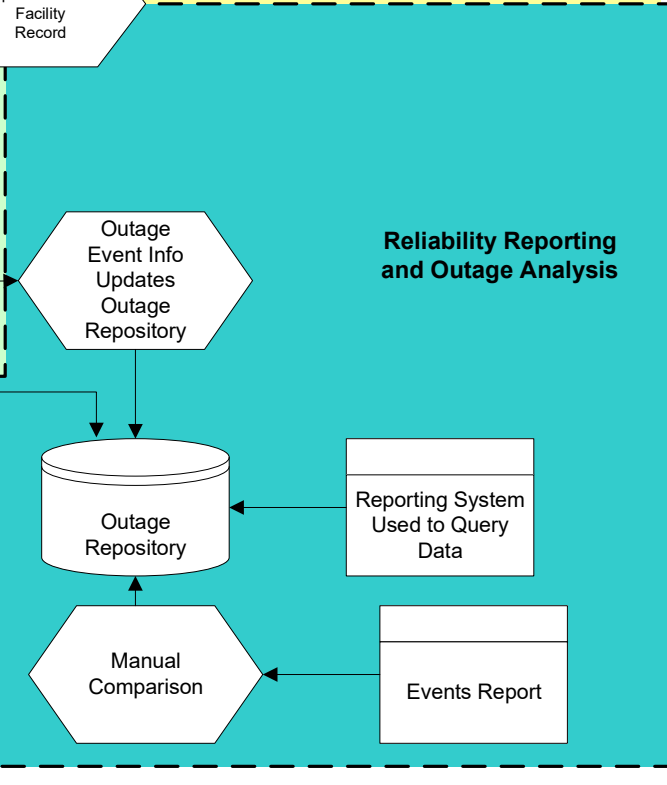 Facility
Record
Outage
Event Info
Updates
Outage
Repository
Reliability Reporting
and Outage Analysis
Outage
Repository
Reporting System
Used to Query
Data
Manual
Comparison
Events Report